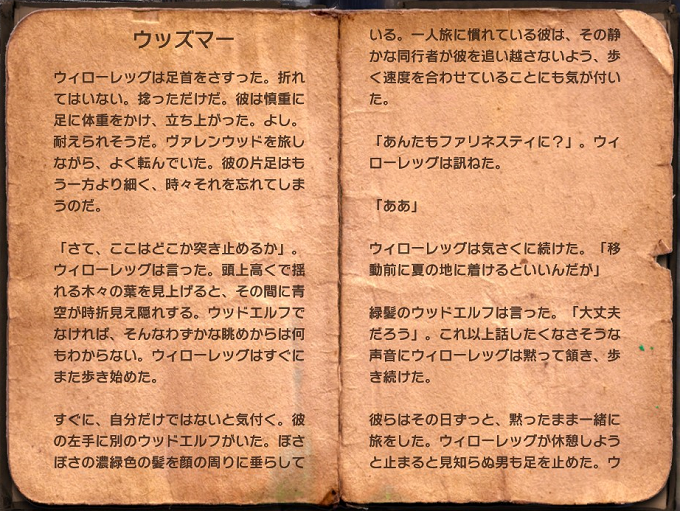 ウッズマー
ウィローレッグは足首をさすった。折れ
てはいない。捻っただけだ。彼は慎重に
足に体重をかけ、立ち上がった。よし。
耐えられそうだ。ヴァレンウッドを旅し
ながら、よく転んでいた。彼の片足はも
う一方より細く、時々それを忘れてしま
うのだ。
「さて、ここはどこか突き止めるか」。
ウィローレッグは言った。頭上高くで揺
れる木々の葉を見上げると、その間に青
空が時折見え隠れする。ウッドエルフで
なければ、そんなわずかな眺めからは何
もわからない。ウィローレッグはすぐに
また歩き始めた。
すぐに、自分だけではないと気付く。彼
の左手に別のウッドエルフがいた。ぼさ
ぼさの濃緑色の髪を顔の周りに垂らして
いる。一人旅に慣れている彼は、その静
かな同行者が彼を追い越さないよう、歩
く速度を合わせていることにも気が付い
た。
「あんたもファリネスティに？」。ウィ
ローレッグは訊ねた。
「ああ」
ウィローレッグは気さくに続けた。「移
動前に夏の地に着けるといいんだが」
緑髪のウッドエルフは言った。「大丈夫
だろう」。これ以上話したくなさそうな
声音にウィローレッグは黙って頷き、歩
き続けた。
彼らはその日ずっと、黙ったまま一緒に
旅をした。ウィローレッグが休憩しよう
と止まると見知らぬ男も足を止めた。ウ